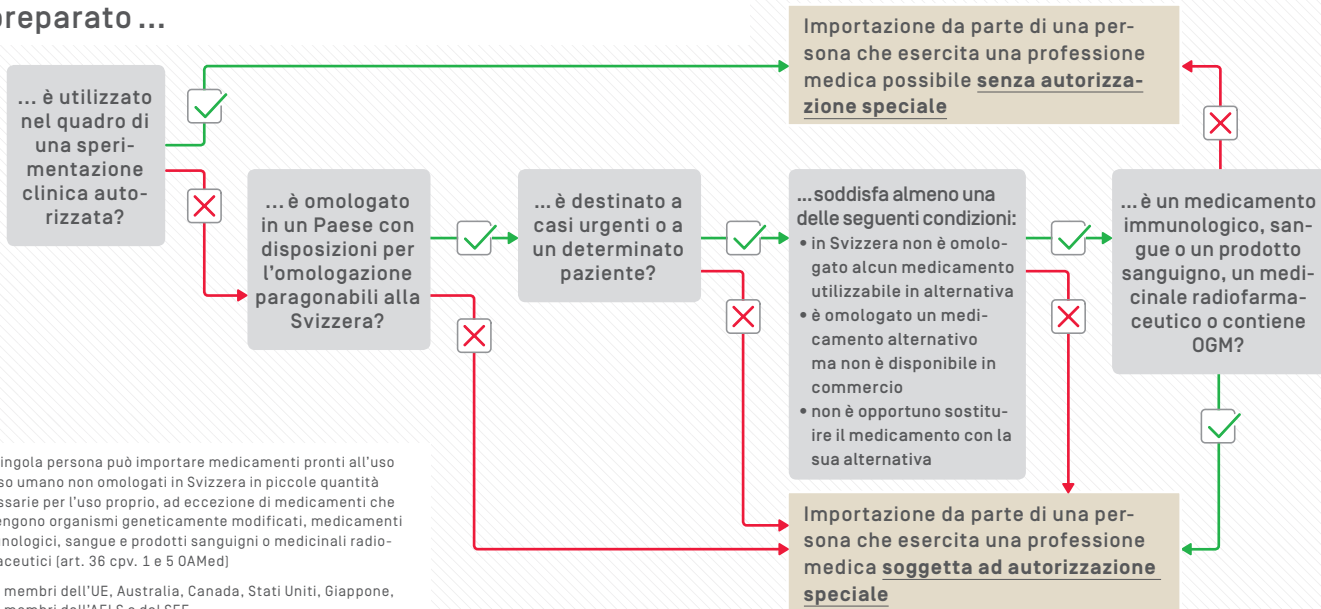 preparato ...
... è utilizzato
nel quadro di
una speri-
mentazione
clinica auto-
rizzata?
... è omologato
in un Paese con
disposizioni per
l'omologazione
paragonabili alla
Svizzera?
... è destinato a
casi urgenti o a
un determinato
paziente?
... soddisfa almeno una
delle seguenti condizioni:
• in Svizzera non è omolo-
gato alcun medicamento
utilizzabile in alternativa
• è omologato un medi-
camento alternativo
ma non è disponibile in
commercio
• non è opportuno sostitu-
ire il medicamento con la
sua alternativa
... è un medicamento
immunologico, san-
gue o un prodotto
sanguigno, un medi-
cinale radiofarma-
ceutico o contiene
OGM?
Importazione da parte di una per-
sona che esercita una professione
medica possibile senza autorizza-
zione speciale
Importazione da parte di una per-
sona che esercita una professione
medica soggetta ad autorizzazione
speciale
singola persona può importare medicamenti pronti all'uso
so umano non omologati in Svizzera in piccole quantità
ssarie per l'uso proprio, ad eccezione di medicamenti che
engono organismi geneticamente modificati, medicamenti
nologici, sangue e prodotti sanguigni o medicinali radio-
aceutici (art. 36 cpv. 1 e 5 OAMed)
membri dell'UE, Australia, Canada, Stati Uniti, Giappone,
membri dell'AELS e del SEE